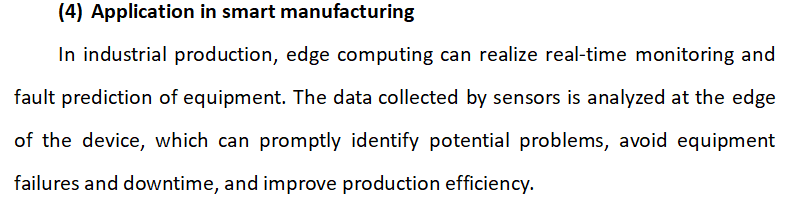 (4) Application in smart manufacturing
In industrial production, edge computing can realize real-time monitoring and
fault prediction of equipment. The data collected by sensors is analyzed at the edge
of the device, which can promptly identify potential problems, avoid equipment
failures and downtime, and improve production efficiency.